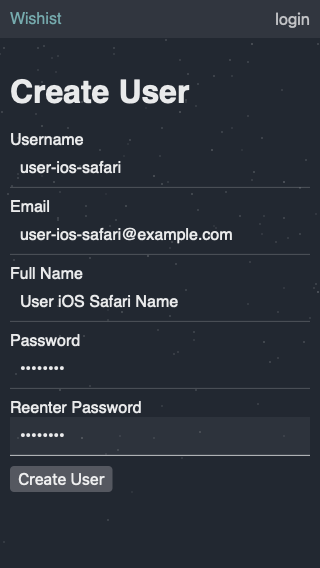 Wishist
login
Create User
Username
user-ios-safari
Email
user-ios-safari@example.com
Full Name
User iOS Safari Name
Password
••••••••
Reenter Password
••••••••
Create User